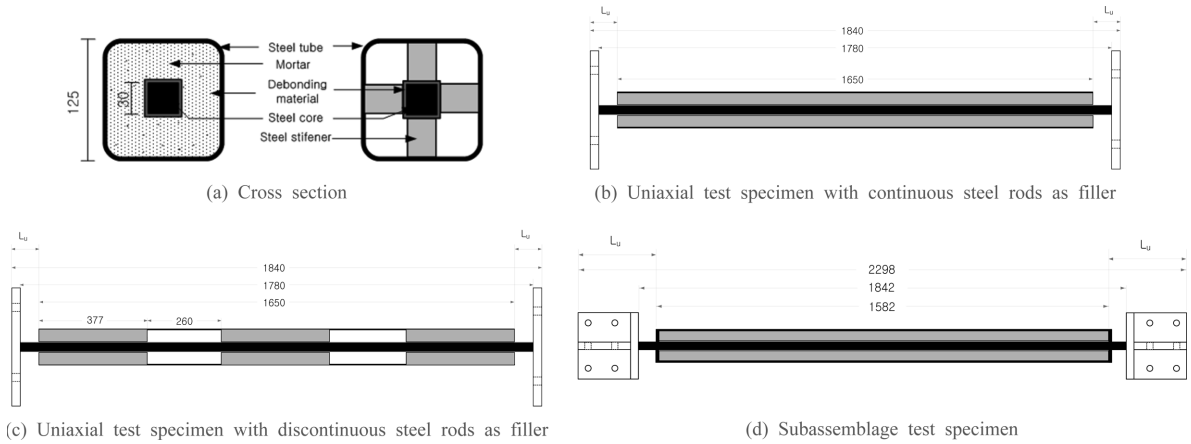 125
30
Steel tube
Mortar
Debonding
material
Steel core
Steel stifener
(a) Cross section
Lu
Lu
1840
1780
1650
(b) Uniaxial test specimen with continuous steel rods as filler
Lu
Lu
1840
1780
1650
377
260
(c) Uniaxial test specimen with discontinuous steel rods as filler
Lu
Lu
2298
1842
1582
(d) Subassemblage test specimen